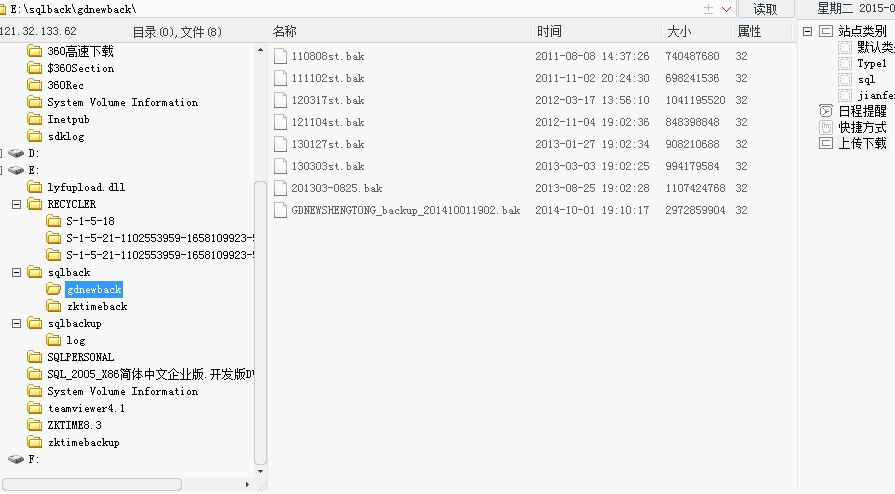 E:\sqlback\gdnewback\ 读取 星期二 2015-0
121.32.133.62 目录(0),文件(8) 名称 时间 大小 属性
360高速下载
$360Section
360Rec
System Volume Information
Inetpub
sdklog
D:
E:
lyfupload.dll
RECYCLER
S-1-5-18
S-1-5-21-1102553959-1658109923-5
S-1-5-21-1102553959-1658109923-5
sqlback
gdnewback
zktimeback
sqlbackup
log
SQLPERSONAL
SQL_2005_X86简体中文企业版.开发版DV
System Volume Information
teamviewer4.1
ZKTIME8.3
zktimebackup
F:
110808st.bak 2011-08-08 14:37:26 740487680 32
111102st.bak 2011-11-02 20:24:30 698241536 32
120317st.bak 2012-03-17 13:56:10 1041195520 32
121104st.bak 2012-11-04 19:02:36 848398848 32
130127st.bak 2013-01-27 19:02:34 908210688 32
130303st.bak 2013-03-03 19:02:25 994179584 32
201303-0825.bak 2013-08-25 19:02:28 1107424768 32
GDNEWSHENGTONG_backup_201410011902.bak 2014-10-01 19:10:17 2972859904 32
站点类别
默认类
Type1
sql
jianfe
日程提醒
快捷方式
上传下载